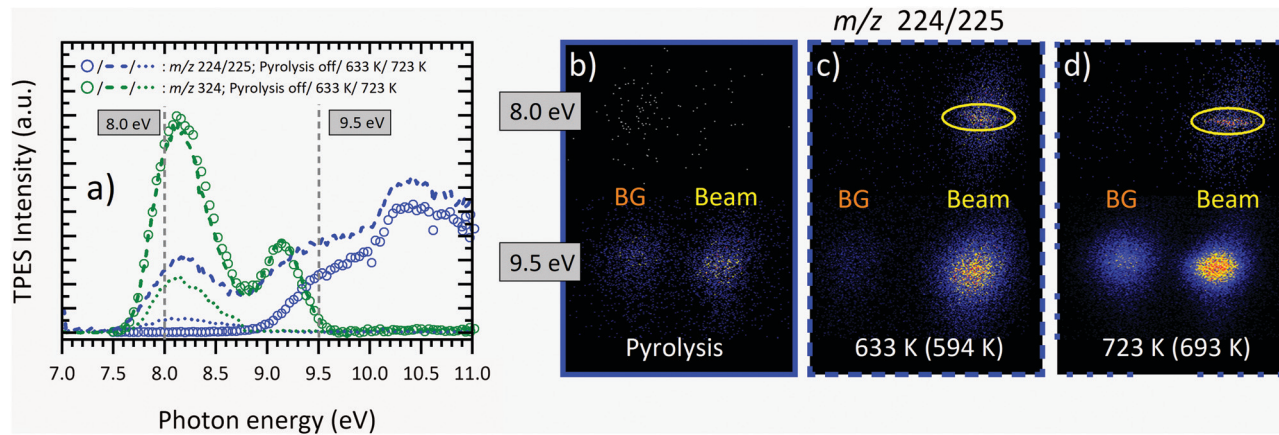 m/z 224/225
○/--/···: m/z 224/225; Pyrolysis off/ 633 K/ 723 K
○/--/···: m/z 324; Pyrolysis off/ 633 K/ 723 K
8.0 eV
9.5 eV
a)
TPES Intensity (a.u.)
7.0 7.5 8.0 8.5 9.0 9.5 10.0 10.5 11.0
Photon energy (eV)
8.0 eV
9.5 eV
b)
BG Beam
Pyrolysis
c)
BG Beam
633 K (594 K)
d)
BG Beam
723 K (693 K)